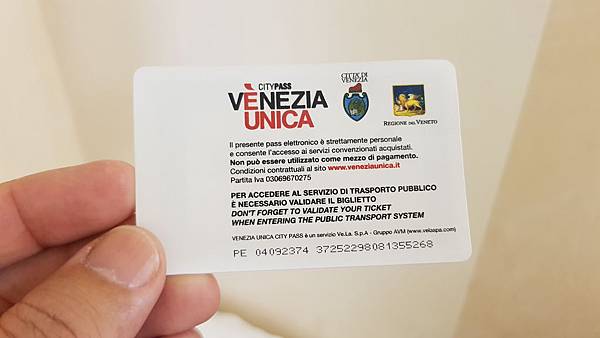 CITYPASS
VENEZIA
ÈUNICA
CITTÀ DI
VENEZIA
REGIONE DEL VENETO
Il presente pass elettronico è strettamente personale
e consente l'accesso ai servizi convenzionati acquistati.
Non può essere utilizzato come mezzo di pagamento.
Condizioni contrattuali al sito www.veneziaunica.it
Partita Iva 03069670275
PER ACCEDERE AL SERVIZIO DI TRASPORTO PUBBLICO
È NECESSARIO VALIDARE IL BIGLIETTO
DON'T FORGET TO VALIDATE YOUR TICKET
WHEN ENTERING THE PUBLIC TRANSPORT SYSTEM
VENEZIA UNICA CITY PASS è un servizio Ve.La. S.p.A - Gruppo AVM (www.velaspa.com)
PE 04092374 37252298081355268